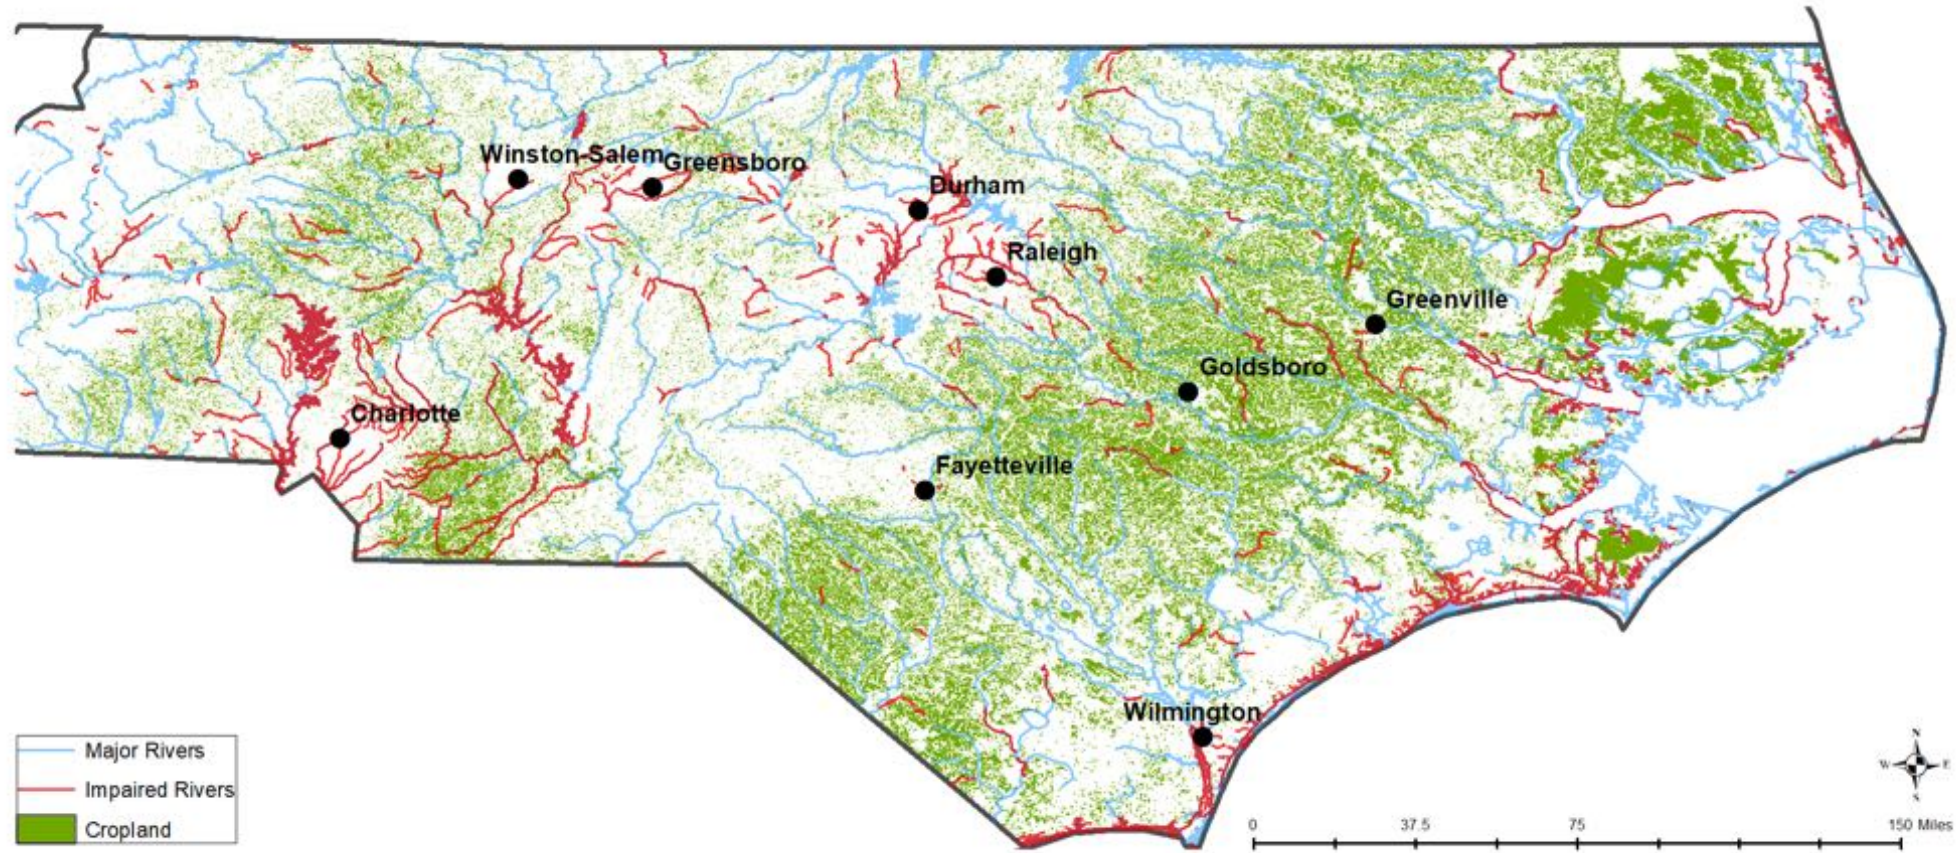 Winston-Salem
Greensboro
Durham
Raleigh
Greenville
Goldsboro
Charlotte
Fayetteville
Wilmington
Major Rivers
Impaired Rivers
Cropland
N
W E
S
0 37.5 75 150 Miles